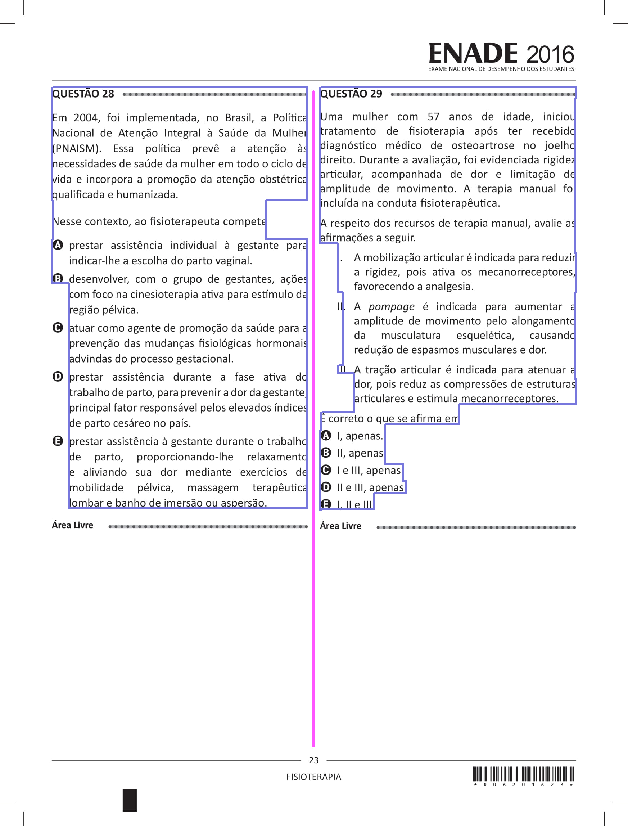 ENADE 2016
EXAME NACIONAL DE DESEMPENHO DOS ESTUDANTES
QUESTÃO 28
Em 2004, foi implementada, no Brasil, a Política
Nacional de Atenção Integral à Saúde da Mulher
(PNAISM). Essa política prevê a atenção às
necessidades de saúde da mulher em todo o ciclo de
vida e incorpora a promoção da atenção obstétrica
qualificada e humanizada.
Nesse contexto, ao fisioterapeuta compete
A prestar assistência individual à gestante para
indicar-lhe a escolha do parto vaginal.
B desenvolver, com o grupo de gestantes, ações
com foco na cinesioterapia ativa para estímulo da
região pélvica.
C atuar como agente de promoção da saúde para a
prevenção das mudanças fisiológicas hormonais
advindas do processo gestacional.
D prestar assistência durante a fase ativa do
trabalho de parto, para prevenir a dor da gestante,
principal fator responsável pelos elevados índices
de parto cesáreo no país.
E prestar assistência à gestante durante o trabalho
de parto, proporcionando-lhe relaxamento
e aliviando sua dor mediante exercícios de
mobilidade pélvica, massagem terapêutica
lombar e banho de imersão ou aspersão.
Área Livre
QUESTÃO 29
Uma mulher com 57 anos de idade, iniciou
tratamento de fisioterapia após ter recebido
diagnóstico médico de osteoartrose no joelho
direito. Durante a avaliação, foi evidenciada rigidez
articular, acompanhada de dor e limitação de
amplitude de movimento. A terapia manual foi
incluída na conduta fisioterapêutica.
A respeito dos recursos de terapia manual, avalie as
afirmações a seguir.
I. A mobilização articular é indicada para reduzir
a rigidez, pois ativa os mecanorreceptores,
favorecendo a analgesia.
II. A pompage é indicada para aumentar a
amplitude de movimento pelo alongamento
da musculatura esquelética, causando
redução de espasmos musculares e dor.
III. A tração articular é indicada para atenuar a
dor, pois reduz as compressões de estruturas
articulares e estimula mecanorreceptores.
É correto o que se afirma em
A I, apenas.
B II, apenas.
C I e III, apenas.
D II e III, apenas.
E I, II e III.
Área Livre
23
FISIOTERAPIA